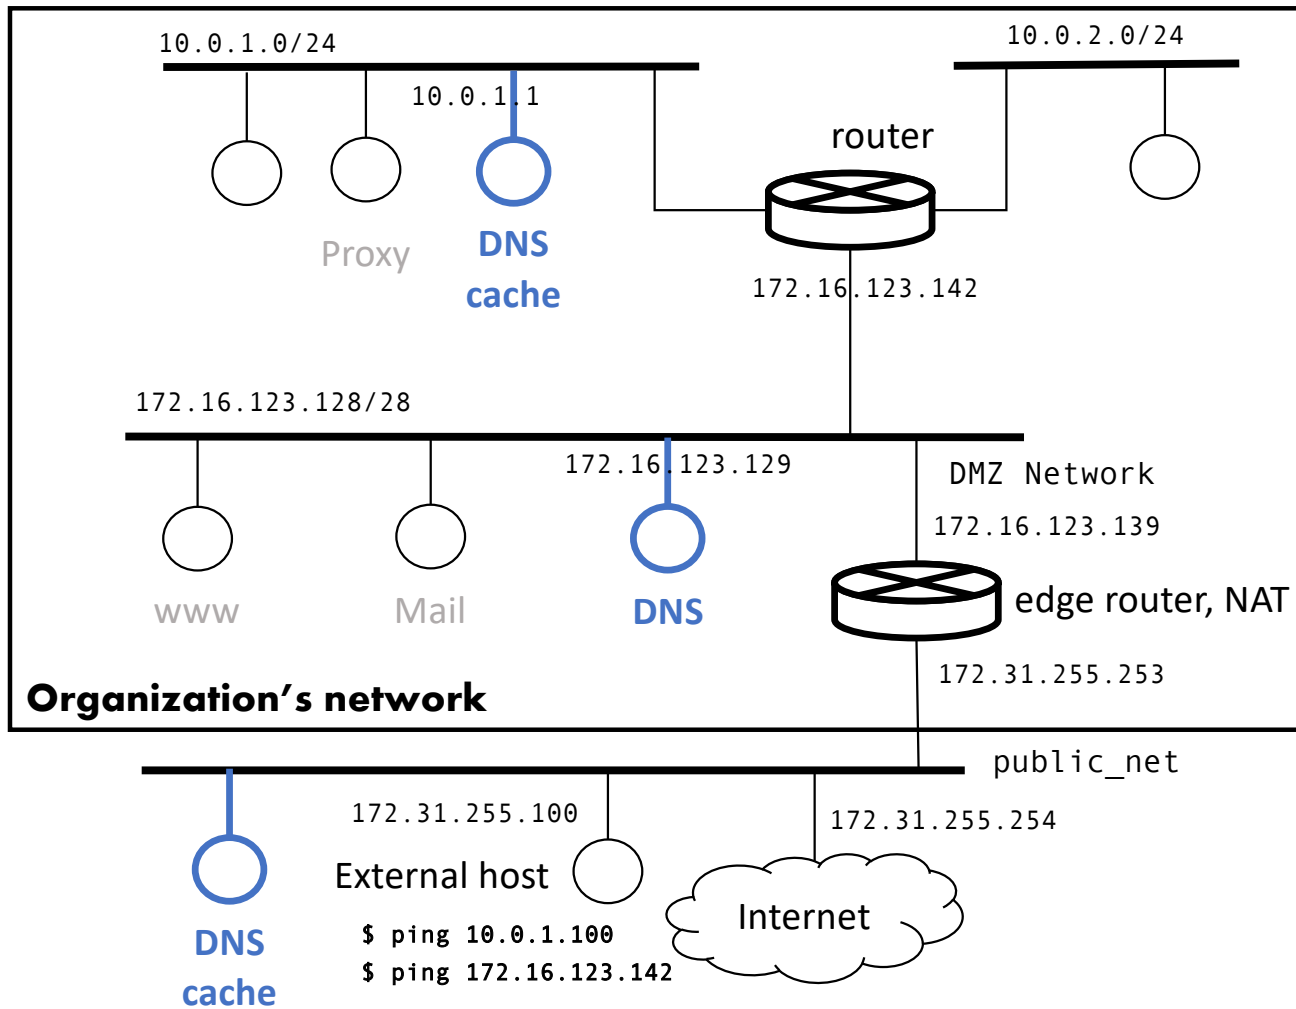 10.0.1.0/24
10.0.2.0/24
10.0.1.1
router
Proxy
DNS
cache
172.16.123.142
172.16.123.128/28
172.16.123.129
DMZ Network
172.16.123.139
www
Mail
DNS
edge router, NAT
172.31.255.253
Organization's network
public_net
172.31.255.100
172.31.255.254
External host
Internet
$ ping 10.0.1.100
$ ping 172.16.123.142
DNS
cache